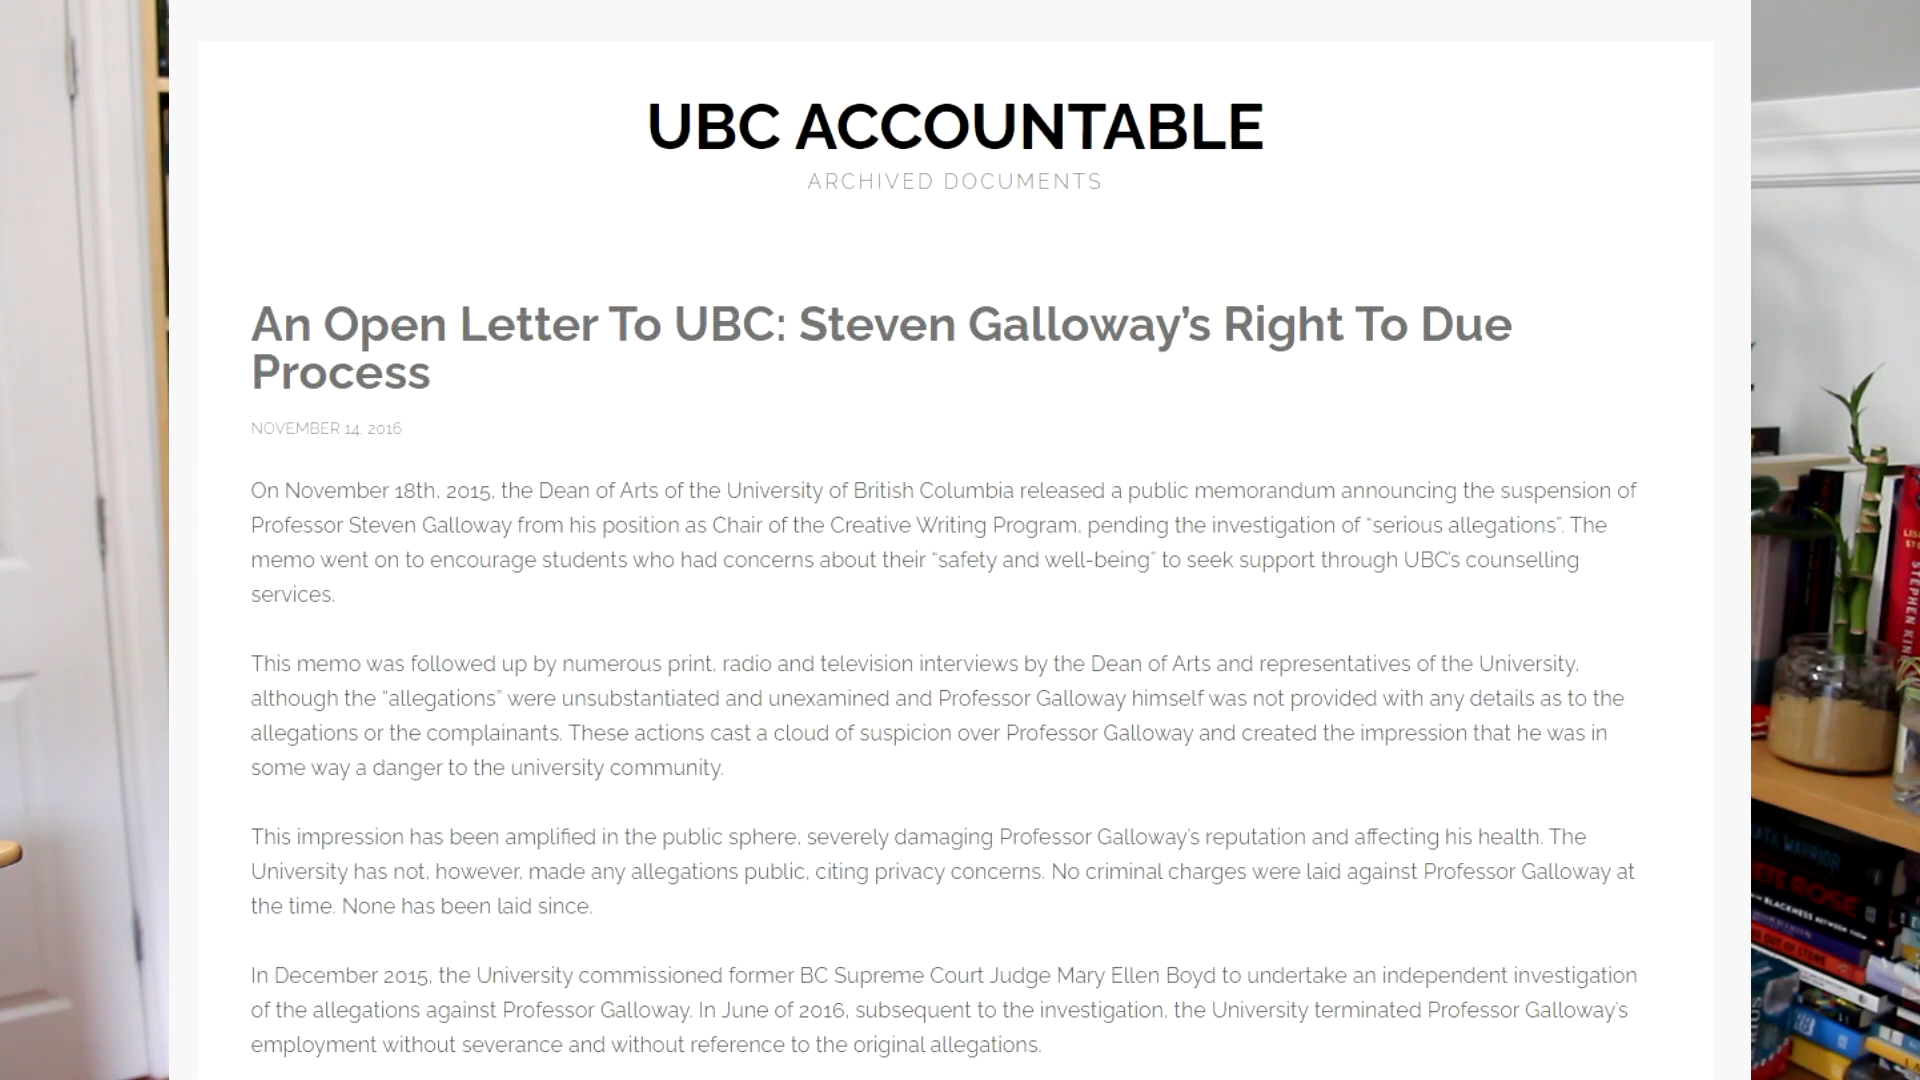 UBC ACCOUNTABLE
ARCHIVED DOCUMENTS
An Open Letter To UBC: Steven Galloway’s Right To Due
Process
NOVEMBER 14, 2016
On November 18th, 2015, the Dean of Arts of the University of British Columbia released a public memorandum announcing the suspension of
Professor Steven Galloway from his position as Chair of the Creative Writing Program, pending the investigation of “serious allegations”. The
memo went on to encourage students who had concerns about their “safety and well-being” to seek support through UBC’s counselling
services.
This memo was followed up by numerous print, radio and television interviews by the Dean of Arts and representatives of the University,
although the “allegations” were unsubstantiated and unexamined and Professor Galloway himself was not provided with any details as to the
allegations or the complainants. These actions cast a cloud of suspicion over Professor Galloway and created the impression that he was in
some way a danger to the university community.
This impression has been amplified in the public sphere, severely damaging Professor Galloway’s reputation and affecting his health. The
University has not, however, made any allegations public, citing privacy concerns. No criminal charges were laid against Professor Galloway at
the time. None has been laid since.
In December 2015, the University commissioned former BC Supreme Court Judge Mary Ellen Boyd to undertake an independent investigation
of the allegations against Professor Galloway. In June of 2016, subsequent to the investigation, the University terminated Professor Galloway’s
employment without severance and without reference to the original allegations.
STEPHEN KIN
WARRIOR
ROSE
BLACKNESS BETWEEN THEM
OUT OF STONE
RB